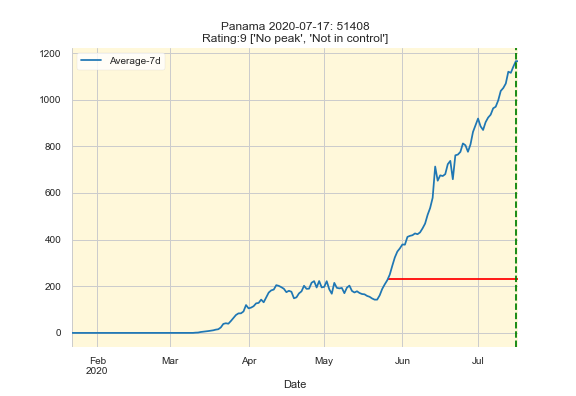 Panama 2020-07-17: 51408
Rating:9 ['No peak', 'Not in control']
Average-7d
1200
1000
800
600
400
200
0
Feb Mar Apr May Jun Jul
2020
Date